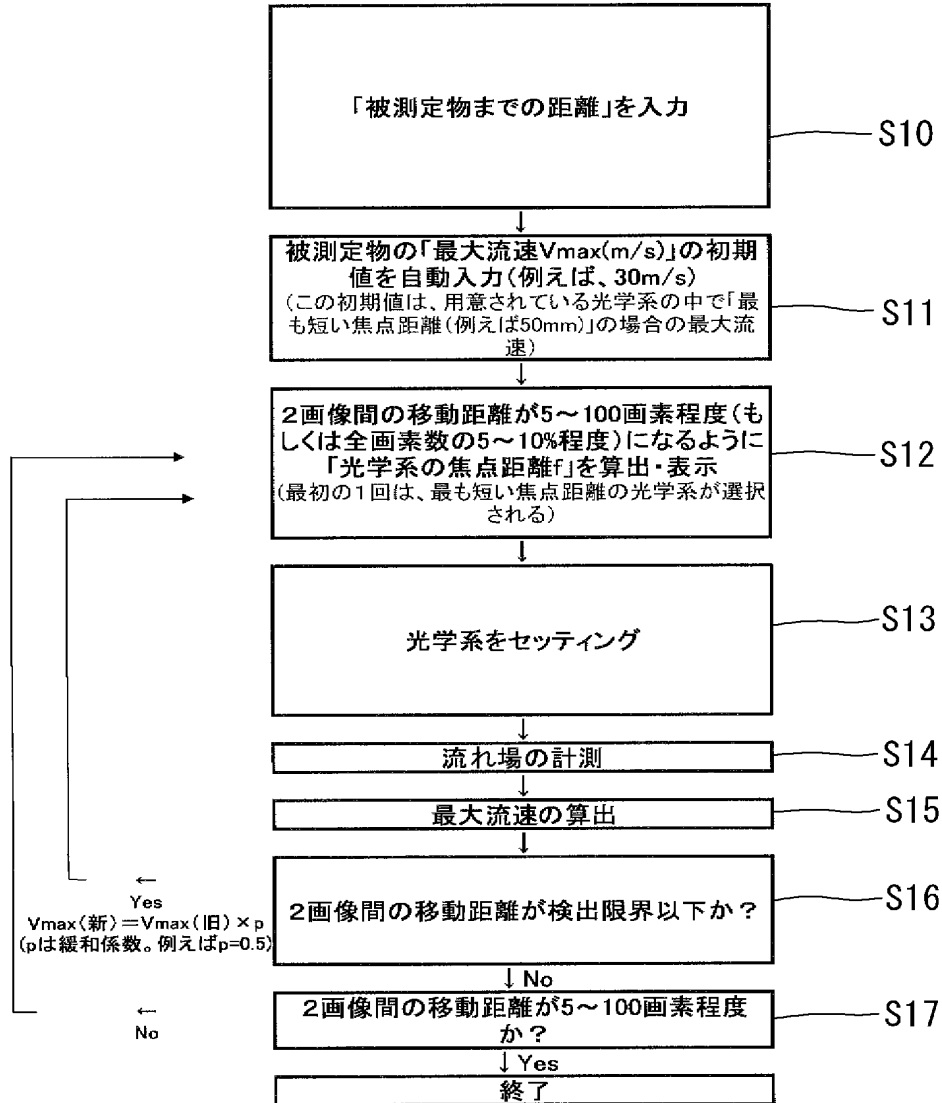 「被測定物までの距離」を入力
S10
↓
被測定物の「最大流速Vmax(m/s)」の初期
値を自動入力(例えば、30m/s)
(この初期値は、用意されている光学系の中で「最
も短い焦点距離(例えば50mm)」の場合の最大流
速)
S11
↓
2画像間の移動距離が5～100画素程度(も
しくは全画素数の5～10%程度)になるように
「光学系の焦点距離f」を算出・表示
(最初の1回は、最も短い焦点距離の光学系が選択
される)
S12
↓
光学系をセッティング
S13
↓
流れ場の計測
S14
↓
最大流速の算出
S15
↓
2画像間の移動距離が検出限界以下か？
S16
←
Yes
Vmax(新)＝Vmax(旧)×p
(pは緩和係数。例えばp=0.5)
↓No
2画像間の移動距離が5～100画素程度
か？
S17
←
No
↓Yes
終了